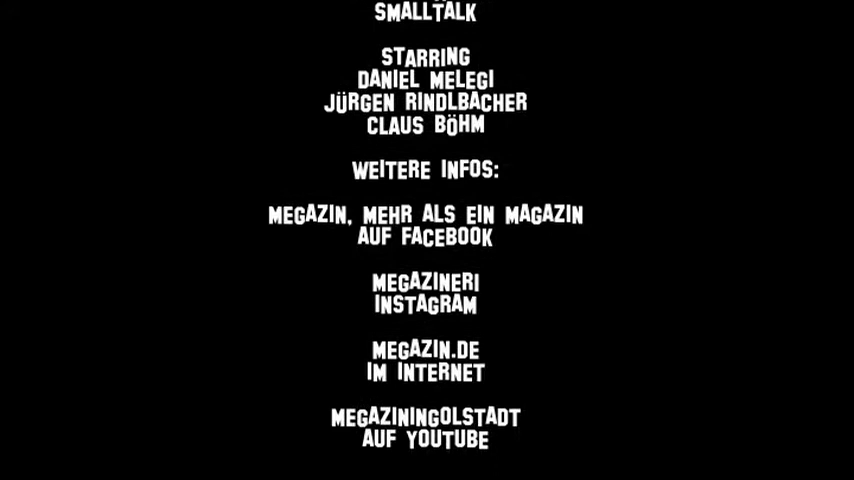 SMALLTALK
STARRING
DANIEL MELEGI
JÜRGEN RINDLBACHER
CLAUS BÖHM
WEITERE INFOS:
MEGAZIN, MEHR ALS EIN MAGAZIN
AUF FACEBOOK
MEGAZINERI
INSTAGRAM
MEGAZIN.DE
IM INTERNET
MEGAZININGOLSTADT
AUF YOUTUBE